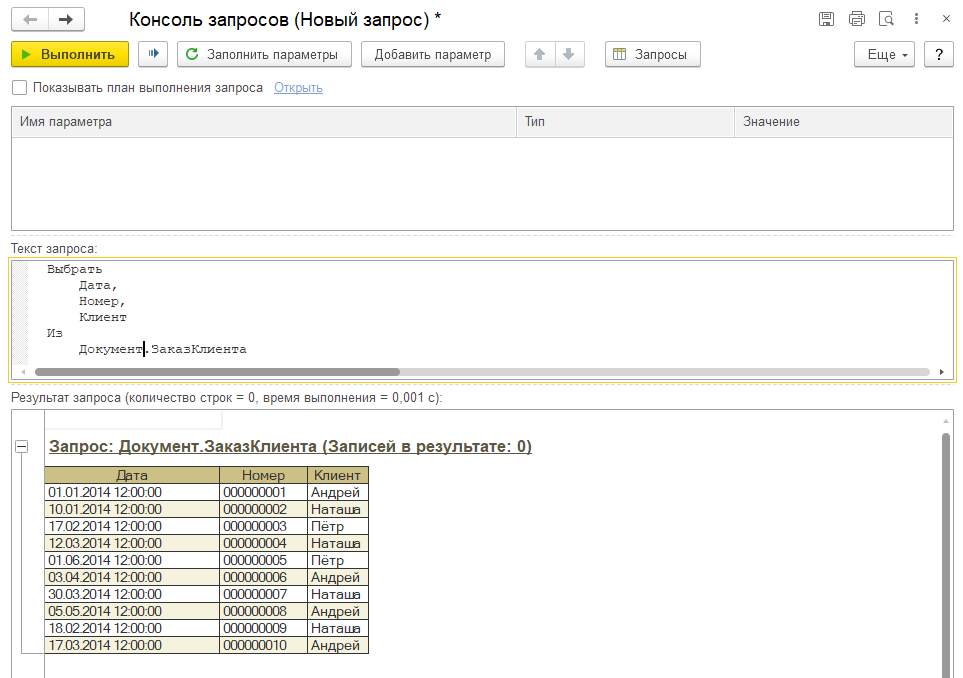 Консоль запросов (Новый запрос) *
Выполнить Заполнить параметры Добавить параметр Запросы Еще ?
Показывать план выполнения запроса Открыть
Имя параметра Тип Значение
Текст запроса:
Выбрать
Дата,
Номер,
Клиент
Из
Документ.ЗаказКлиента
Результат запроса (количество строк = 0, время выполнения = 0,001 с):
Запрос: Документ.ЗаказКлиента (Записей в результате: 0)
Дата Номер Клиент
01.01.2014 12:00:00 000000001 Андрей
10.01.2014 12:00:00 000000002 Наташа
17.02.2014 12:00:00 000000003 Пётр
12.03.2014 12:00:00 000000004 Наташа
01.06.2014 12:00:00 000000005 Пётр
03.04.2014 12:00:00 000000006 Андрей
30.03.2014 12:00:00 000000007 Наташа
05.05.2014 12:00:00 000000008 Андрей
18.02.2014 12:00:00 000000009 Наташа
17.03.2014 12:00:00 000000010 Андрей